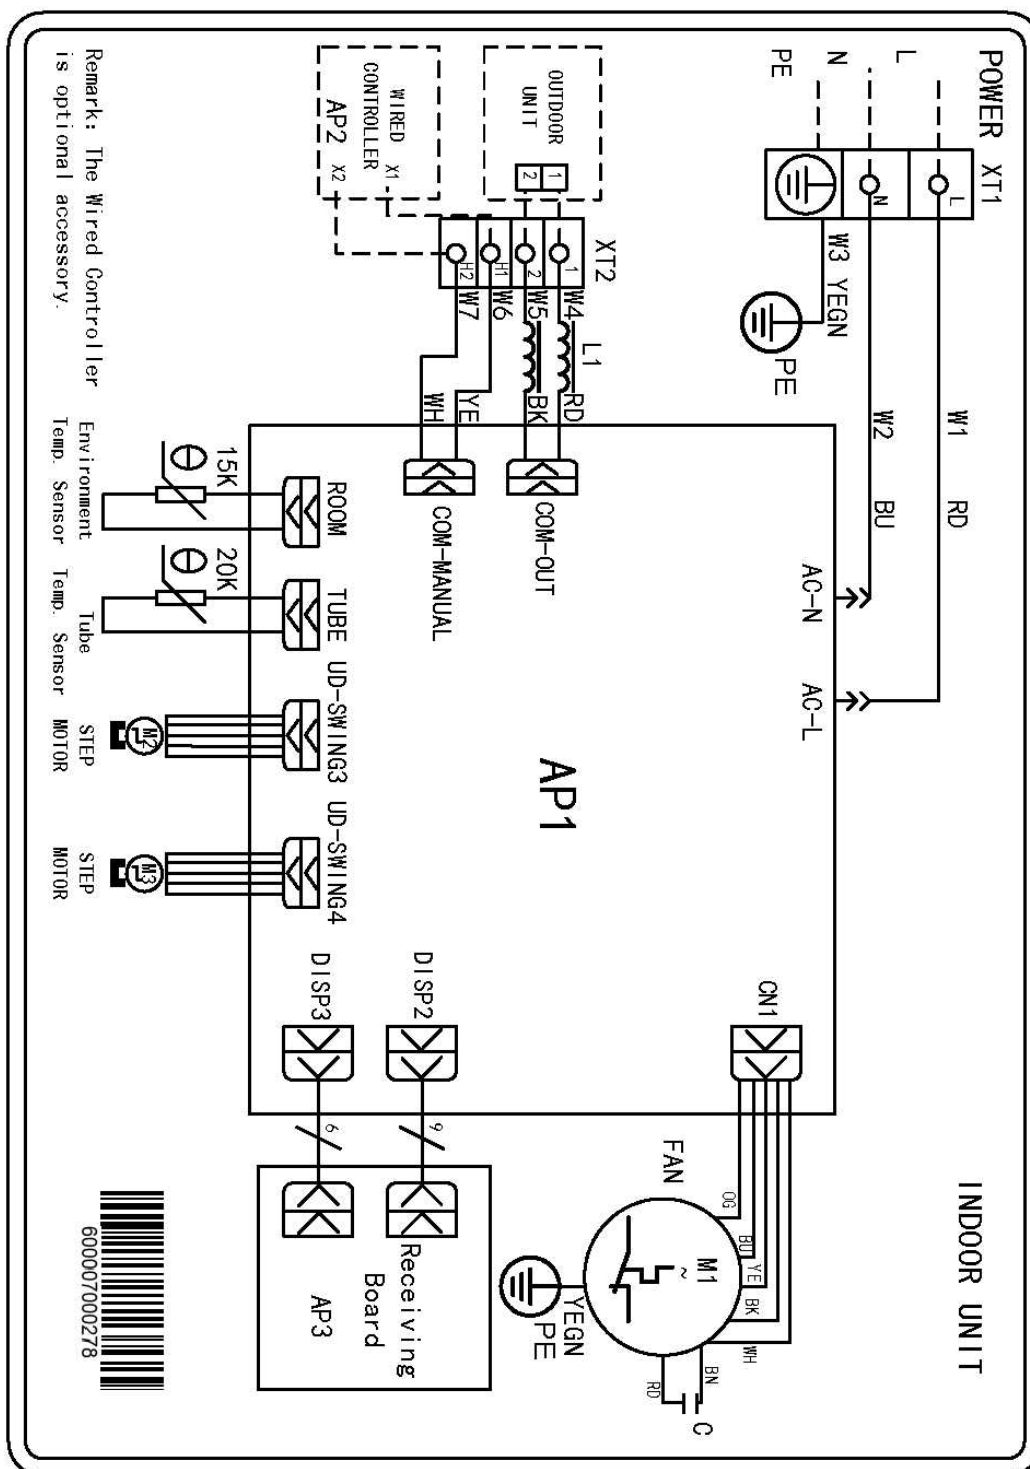 INDOOR UNIT
POWER
L
N
PE
XT1
L
N
W3 YEGN
PE
W1
RD
W2
BU
AC-L
AC-N
CN1
FAN
OG
BU
YE
BK
WH
M1
~
BN
RD
C
YEGN
PE
OUTDOOR
UNIT
1
2
XT2
1
2
H1
H2
W4
W5
W6
W7
L1
RD
BK
YE
WH
COM-OUT
COM-MANUAL
WIRED
CONTROLLER
AP2
X1
X2
AP1
ROOM
TUBE
UD-SWING3
UD-SWING4
DISP2
DISP3
9
6
Receiving
Board
AP3
15K
θ
20K
θ
M2
M3
Environment
Temp. Sensor
Tube
Temp. Sensor
STEP
MOTOR
STEP
MOTOR
Remark: The Wired Controller
is optional accessory.
600007000278